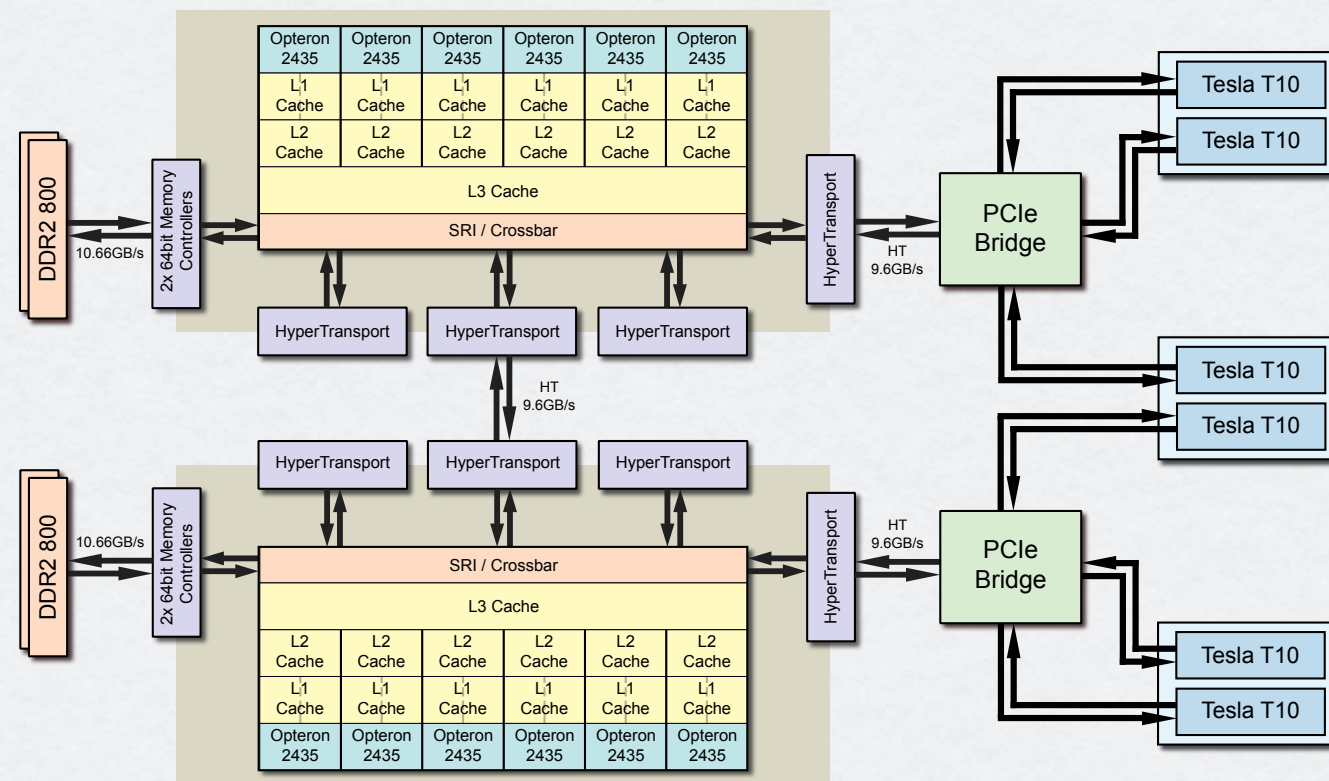 Opteron 2435 Opteron 2435 Opteron 2435 Opteron 2435 Opteron 2435 Opteron 2435
L1 Cache L1 Cache L1 Cache L1 Cache L1 Cache L1 Cache
L2 Cache L2 Cache L2 Cache L2 Cache L2 Cache L2 Cache
L3 Cache
SRI / Crossbar
DDR2 800
10.66GB/s
2x 64bit Memory
Controllers
HyperTransport
HT
9.6GB/s
PCIe
Bridge
Tesla T10
Tesla T10
HyperTransport HyperTransport HyperTransport
HT
9.6GB/s
Tesla T10
Tesla T10
HyperTransport HyperTransport HyperTransport
DDR2 800
10.66GB/s
2x 64bit Memory
Controllers
SRI / Crossbar
L3 Cache
L2 Cache L2 Cache L2 Cache L2 Cache L2 Cache L2 Cache
L1 Cache L1 Cache L1 Cache L1 Cache L1 Cache L1 Cache
Opteron 2435 Opteron 2435 Opteron 2435 Opteron 2435 Opteron 2435 Opteron 2435
HyperTransport
HT
9.6GB/s
PCIe
Bridge
Tesla T10
Tesla T10